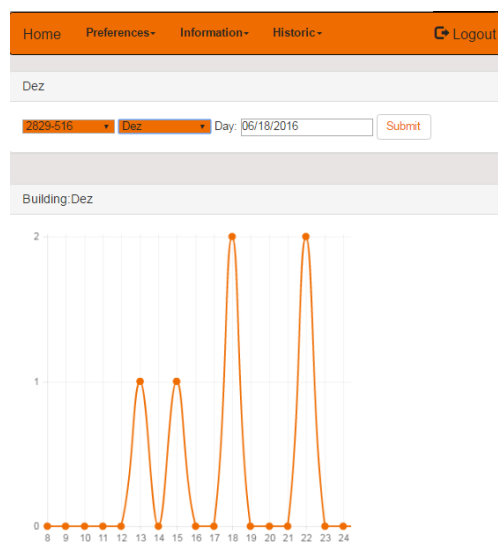 Home Preferences Information Historic Logout
Dez
2829-516 Dez Day: 06/18/2016 Submit
Building:Dez
2
1
0
8 9 10 11 12 13 14 15 16 17 18 19 20 21 22 23 24